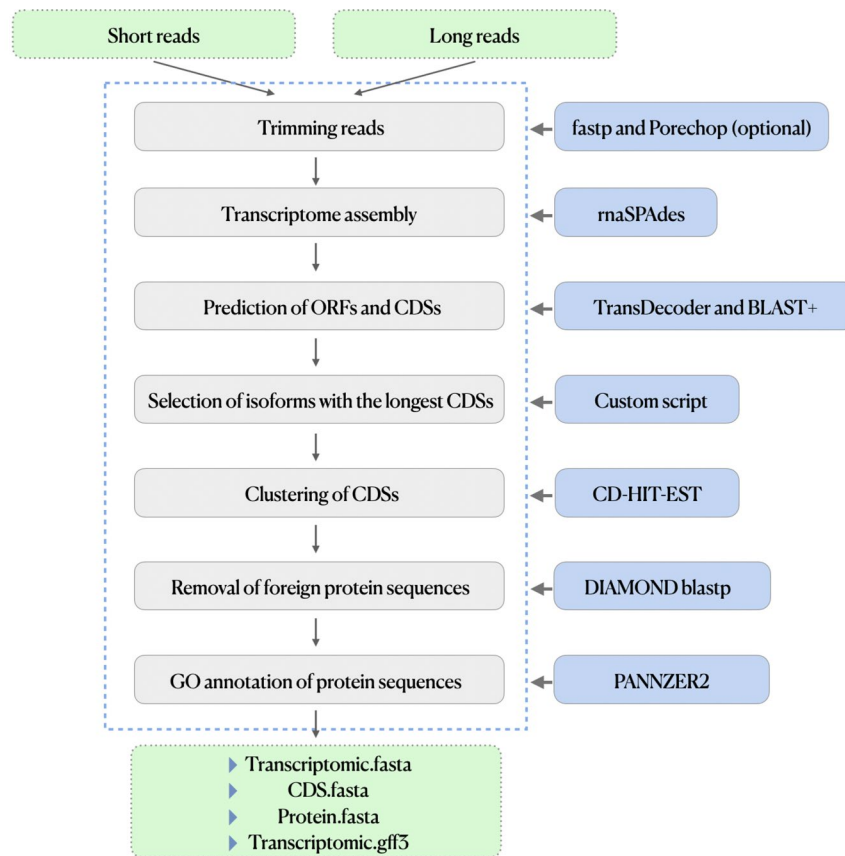 Short reads
Long reads
Trimming reads
fastp and Porechop (optional)
Transcriptome assembly
rnaSPAdes
Prediction of ORFs and CDSs
TransDecoder and BLAST+
Selection of isoforms with the longest CDSs
Custom script
Clustering of CDSs
CD-HIT-EST
Removal of foreign protein sequences
DIAMOND blastp
GO annotation of protein sequences
PANNZER2
Transcriptomic.fasta
CDS.fasta
Protein.fasta
Transcriptomic.gff3